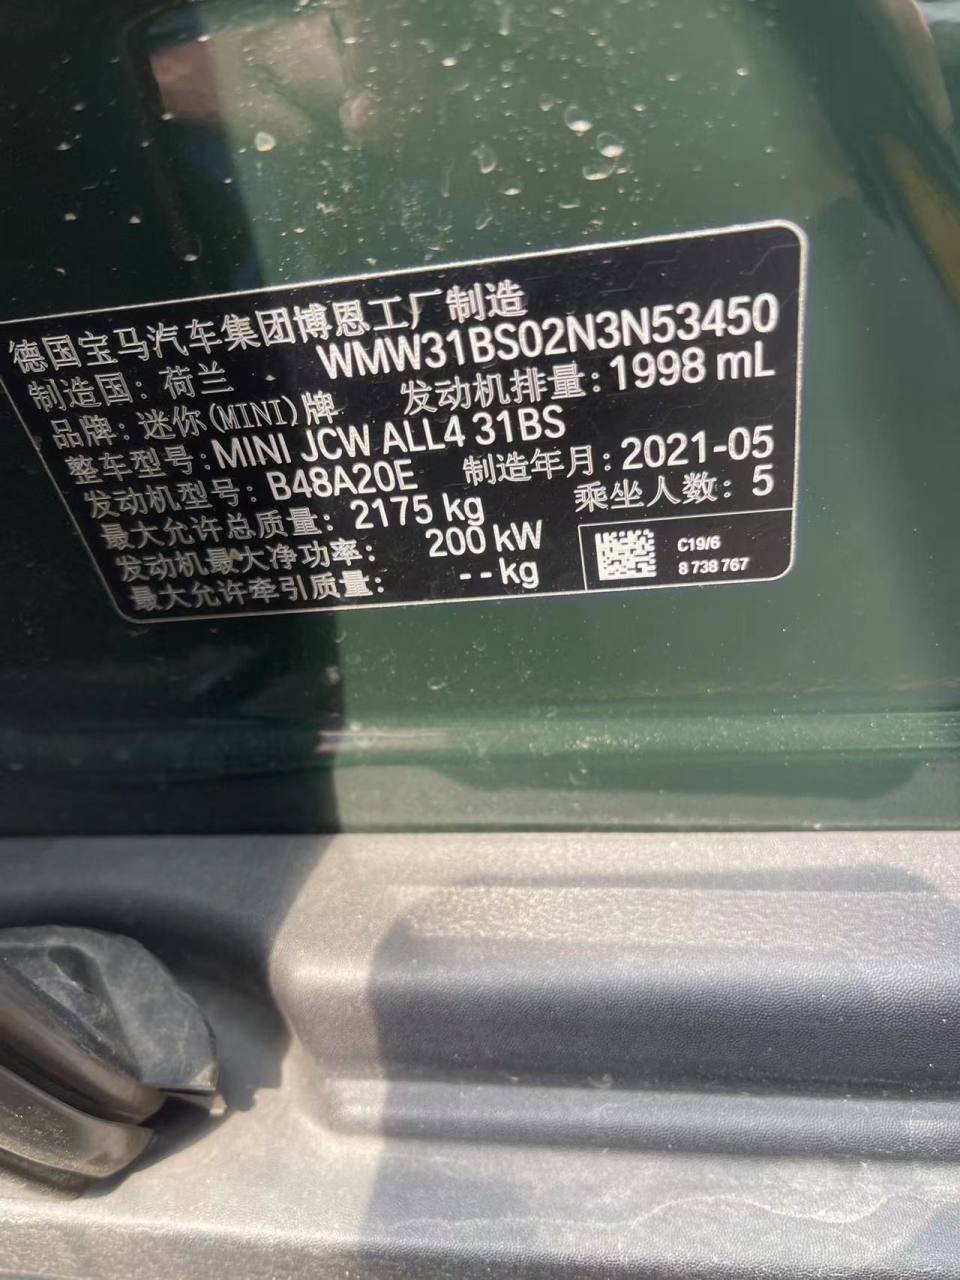 德国宝马汽车集团博恩工厂制造
制造国：荷兰 WMW31BS02N3N53450
品牌：迷你(MINI)牌 发动机排量：1998 mL
整车型号：MINI JCW ALL4 31BS
发动机型号：B48A20E 制造年月：2021-05
最大允许总质量：2175 kg 乘坐人数：5
发动机最大净功率：200 kW
最大允许牵引质量：--kg
C19/6
8 738 767